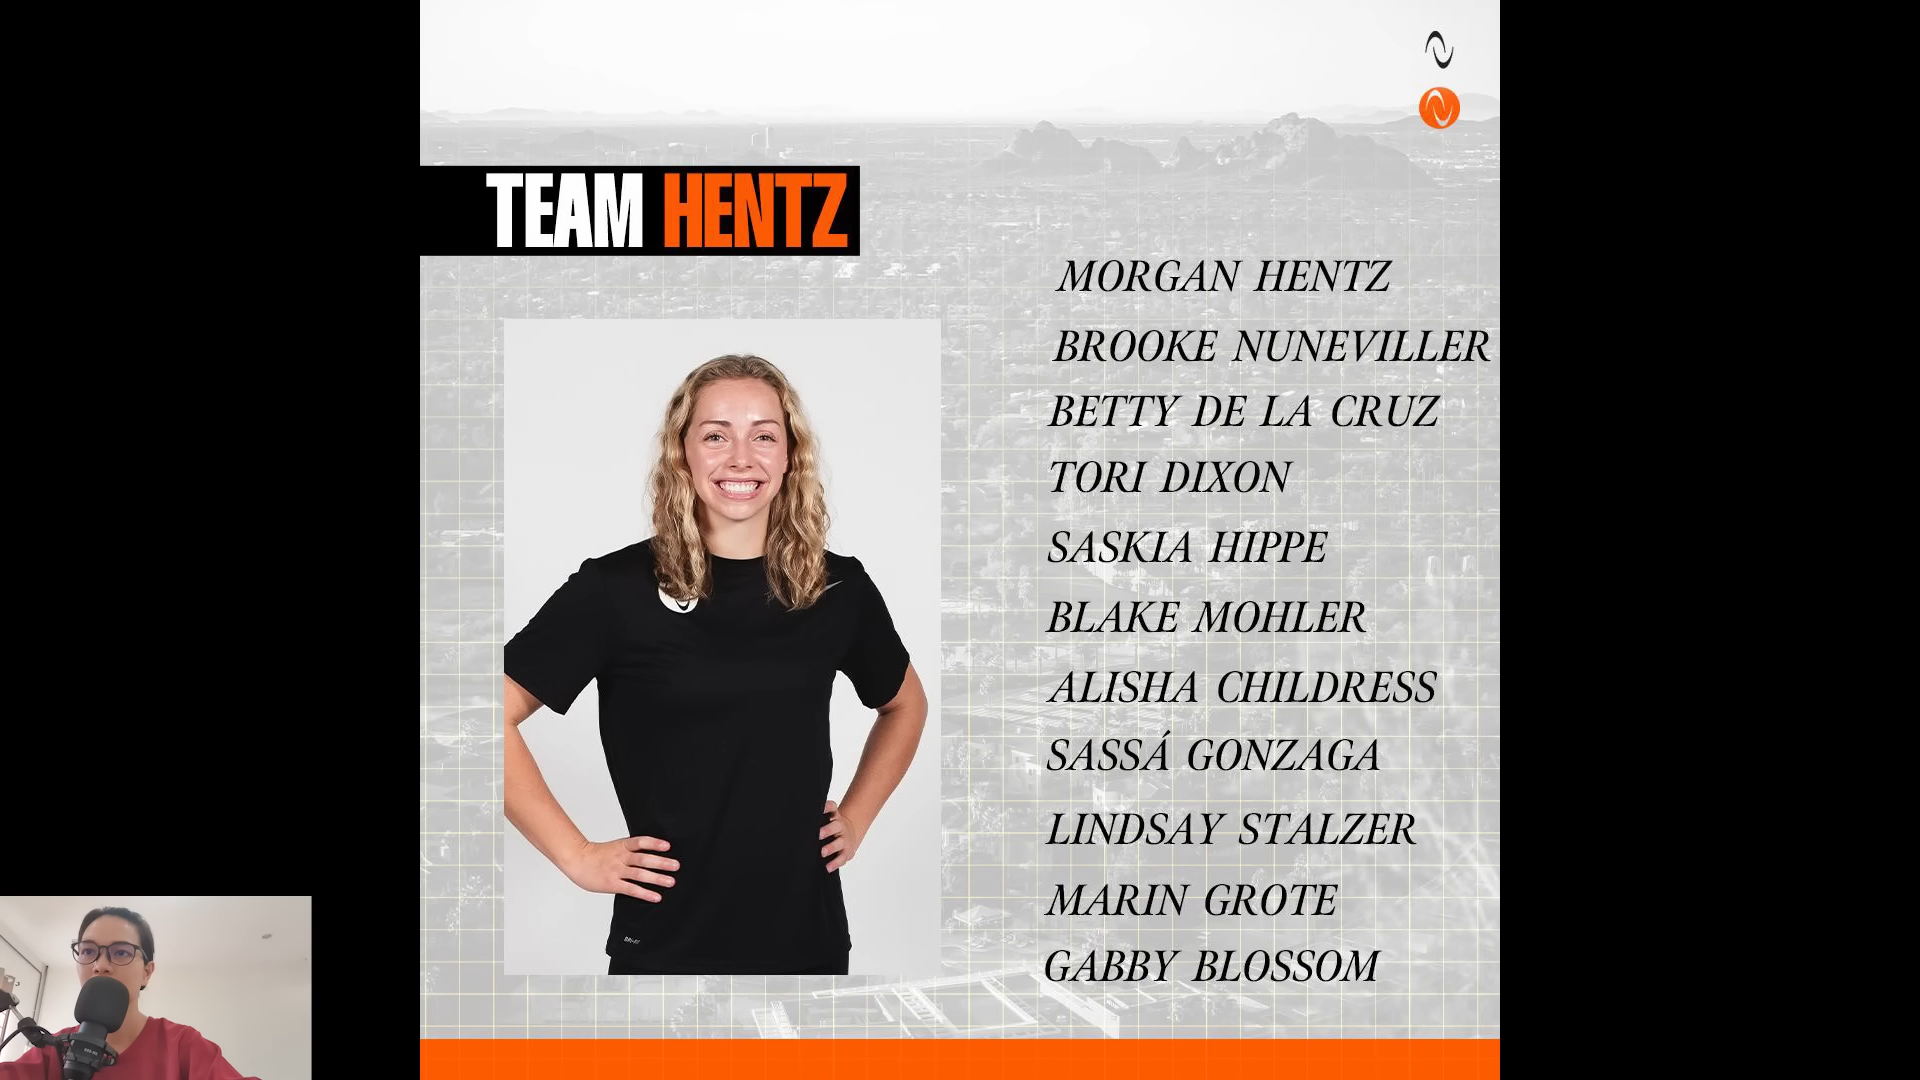 TEAM HENTZ
MORGAN HENTZ
BROOKE NUNEVILLER
BETTY DE LA CRUZ
TORI DIXON
SASKIA HIPPE
BLAKE MOHLER
ALISHA CHILDRESS
SASSÁ GONZAGA
LINDSAY STALZER
MARIN GROTE
GABBY BLOSSOM